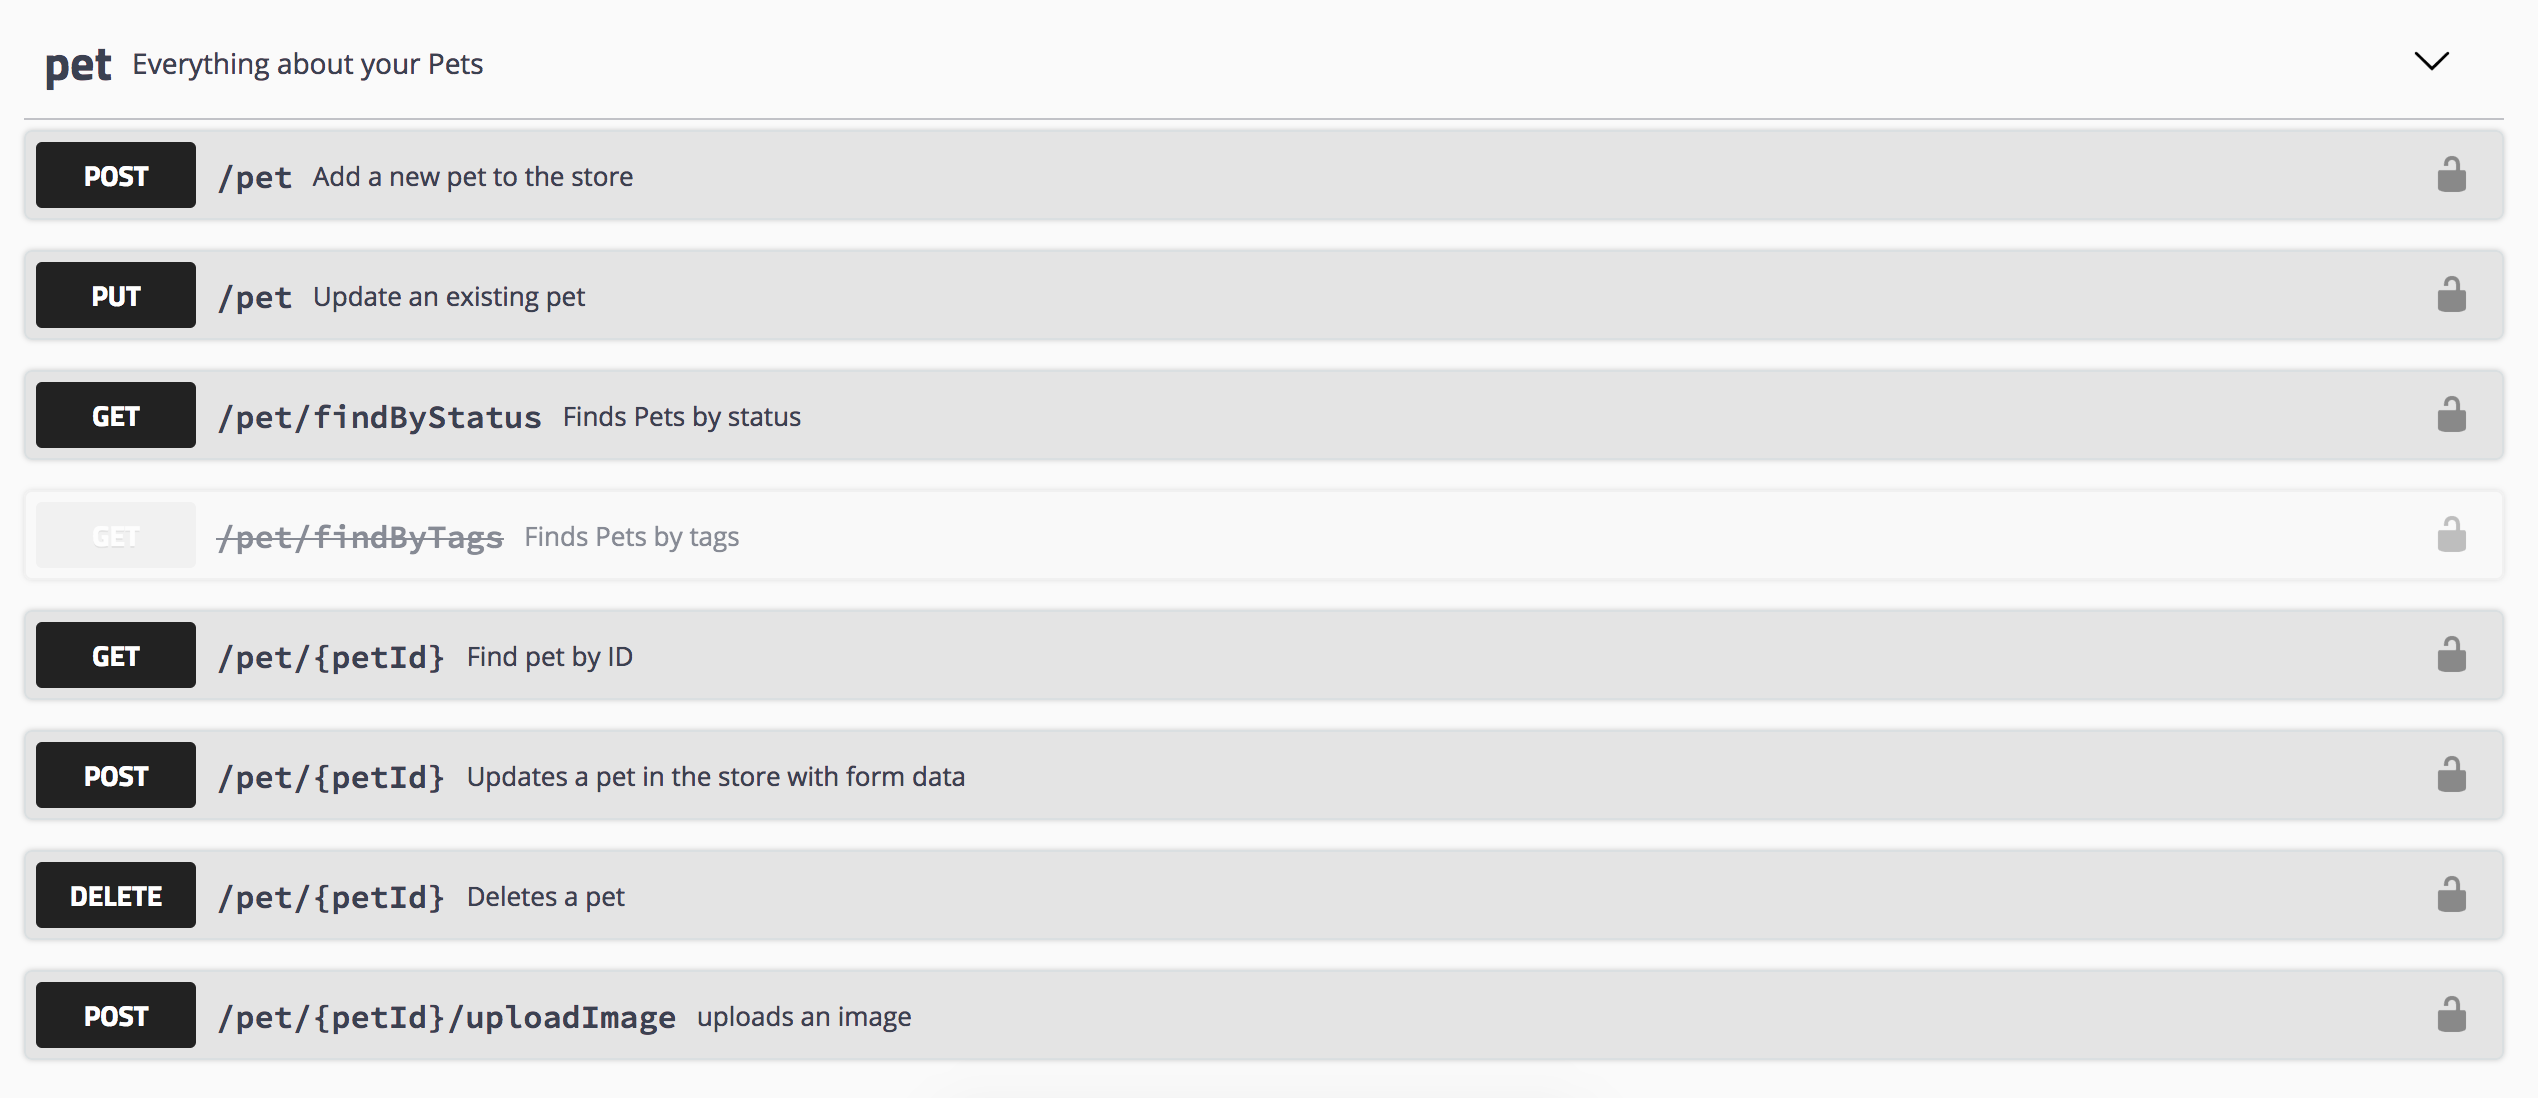 pet Everything about your Pets
POST /pet Add a new pet to the store
PUT /pet Update an existing pet
GET /pet/findByStatus Finds Pets by status
GET /pet/findByTags Finds Pets by tags
GET /pet/{petId} Find pet by ID
POST /pet/{petId} Updates a pet in the store with form data
DELETE /pet/{petId} Deletes a pet
POST /pet/{petId}/uploadImage uploads an image